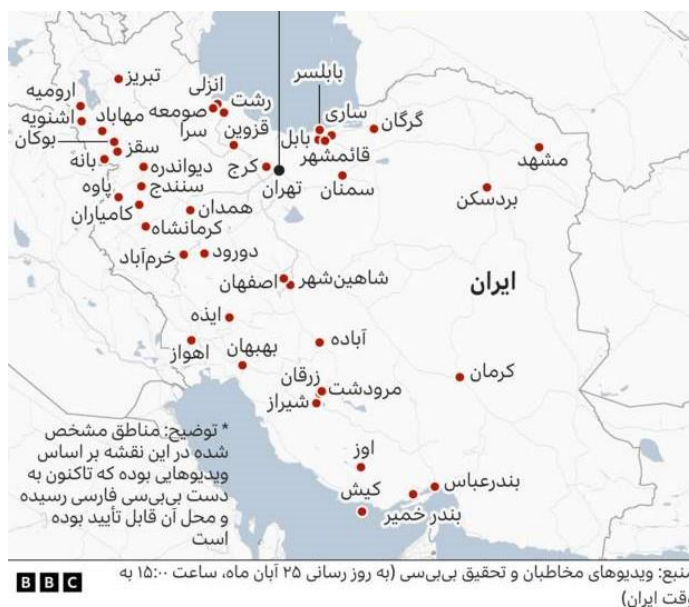 بابلسر
انزلی
تبریز
ارومیه
رشت
ساری
گرگان
صومعه
سرا
مهاباد
اشنویه
قزوین
بابل
بوکان
قائمشهر
مشهد
سقز
کرج
بانه
دیواندره
تهران
سمنان
بردسکن
سنندج
پاوه
کامیاران
همدان
کرمانشاه
دورود
خرم‌آباد
شاهین‌شهر
اصفهان
ایران
ایذه
آباده
اهواز
بهبهان
زرقان
کرمان
مرودشت
شیراز
* توضیح: مناطق مشخص
شده در این نقشه بر اساس
ویدیوهایی بوده که تاکنون به
دست بی‌بی‌سی فارسی رسیده
و محل آن قابل تأیید بوده
است
اوز
کیش
بندرعباس
بندر خمیر
منبع: ویدیوهای مخاطبان و تحقیق بی‌بی‌سی (به روز رسانی ۲۵ آبان ماه، ساعت ۱۵:۰۰ به
وقت ایران)
BBC